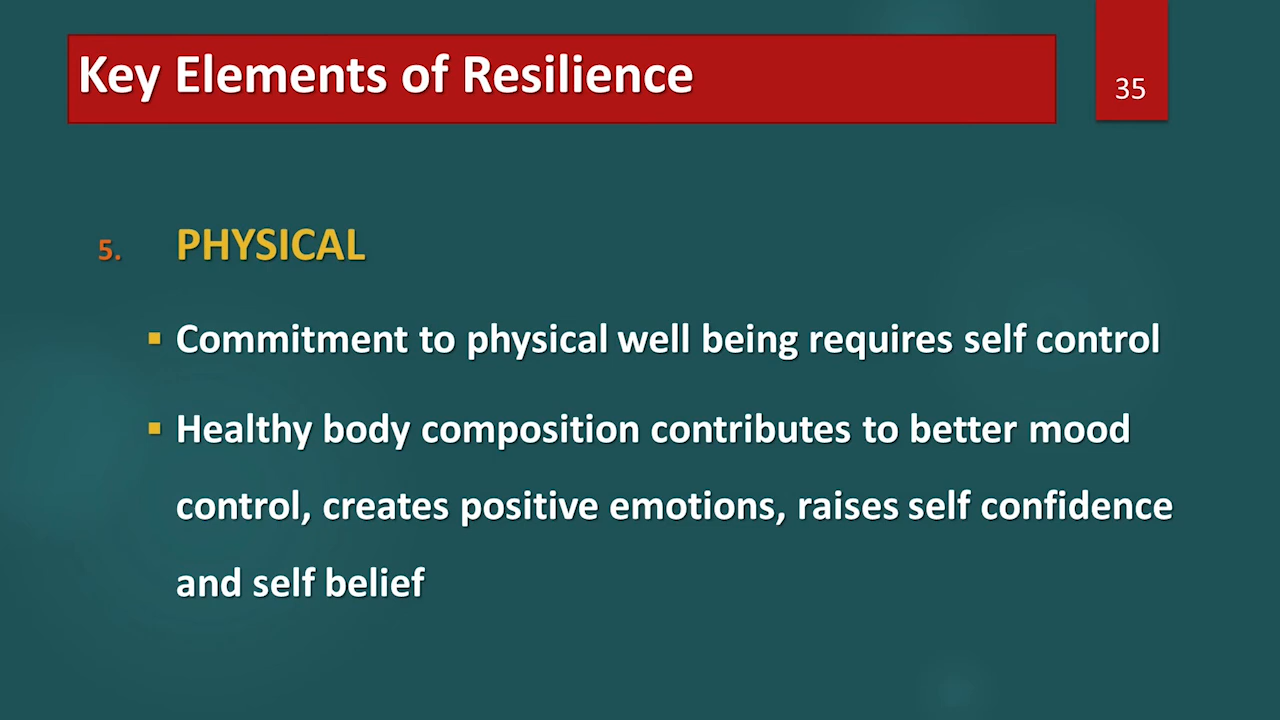 Key Elements of Resilience
35
5. PHYSICAL
▪ Commitment to physical well being requires self control
▪ Healthy body composition contributes to better mood
control, creates positive emotions, raises self confidence
and self belief